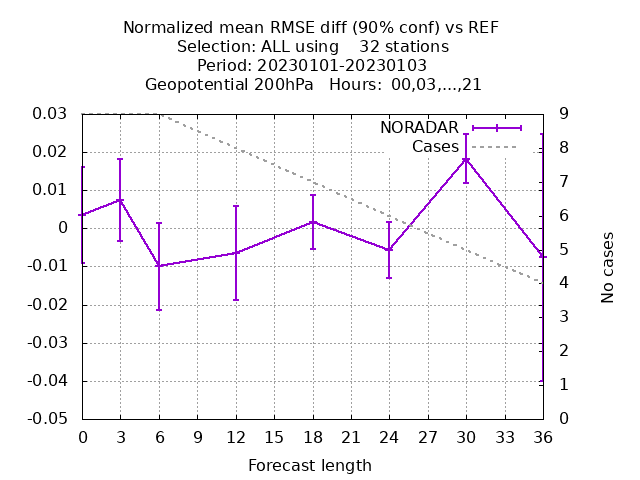 Normalized mean RMSE diff (90% conf) vs REF
Selection: ALL using    32 stations
Period: 20230101-20230103
Geopotential 200hPa   Hours:  00,03,...,21
NORADAR
Cases
0.03
0.02
0.01
0
-0.01
-0.02
-0.03
-0.04
-0.05
9
8
7
6
5
4
3
2
1
0
No cases
0 3 6 9 12 15 18 21 24 27 30 33 36
Forecast length